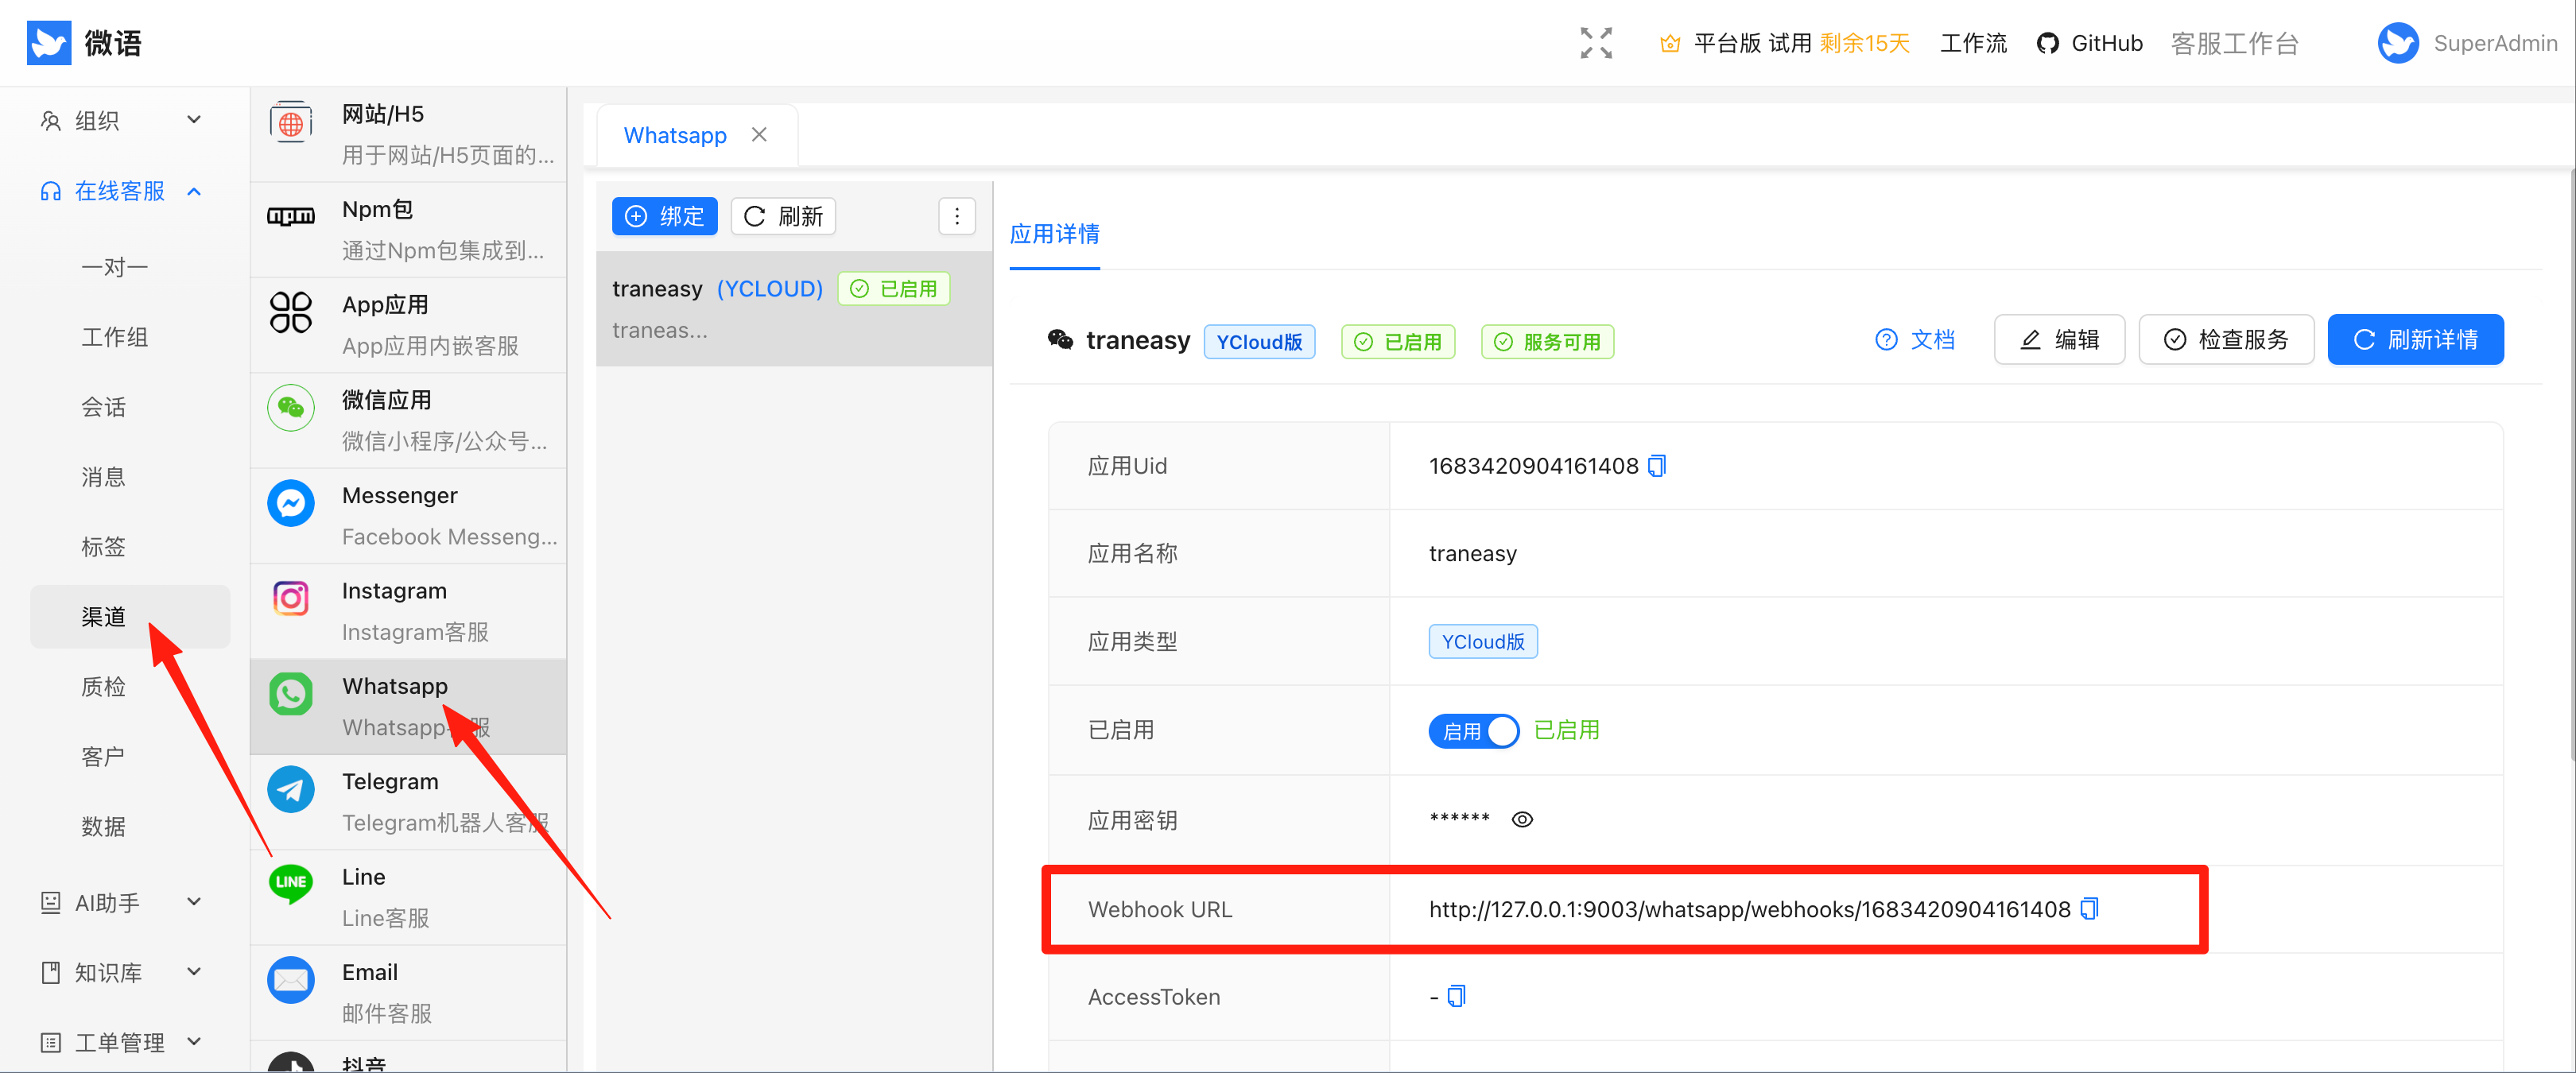 微语
平台版 试用 剩余15天
工作流
GitHub
客服工作台
SuperAdmin
组织
在线客服
一对一
工作组
会话
消息
标签
渠道
质检
客户
数据
AI助手
知识库
工单管理
网站/H5
用于网站/H5页面的...
Npm包
通过Npm包集成到...
App应用
App应用内嵌客服
微信应用
微信小程序/公众号...
Messenger
Facebook Messeng...
Instagram
Instagram客服
Whatsapp
Whatsapp 服
Telegram
Telegram机器人客服
LINE
Line
Line客服
Email
邮件客服
抖音
Whatsapp
绑定
刷新
traneasy (YCLOUD) 已启用
traneas...
应用详情
traneasy YCloud版 已启用 服务可用
文档
编辑
检查服务
刷新详情
应用Uid 1683420904161408
应用名称 traneasy
应用类型 YCloud版
已启用 启用 已启用
应用密钥 ******
Webhook URL http://127.0.0.1:9003/whatsapp/webhooks/1683420904161408
AccessToken -